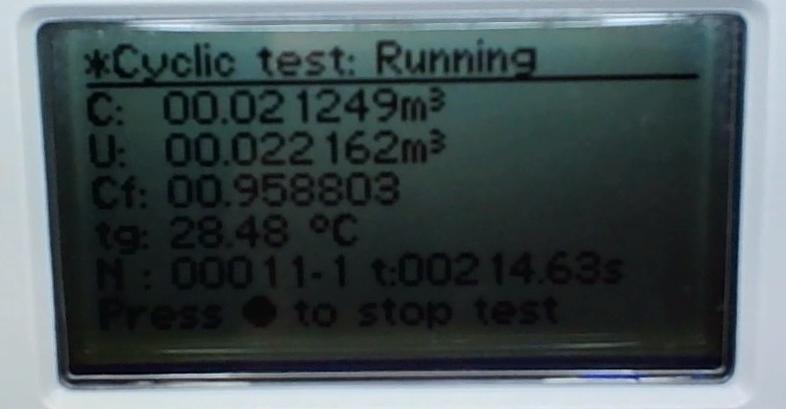 *Cyclic test: Running
C: 00.021249m³
U: 00.022162m³
Cf: 00.958803
tg: 28.48 °C
N : 00011-1 t:00214.63s
Press ● to stop test